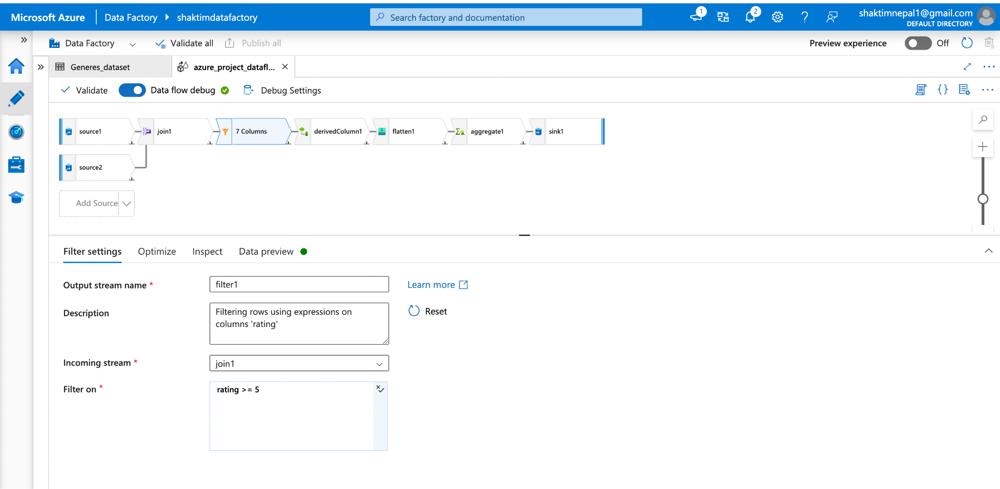 Microsoft Azure Data Factory shaktimdatafactory Search factory and documentation 1 2 shaktimnepal1@gmail.com
DEFAULT DIRECTORY
Data Factory Validate all Publish all Preview experience Off
Generes_dataset azure_project_datafl...
Validate Data flow debug Debug Settings
source1 join1 7 Columns derivedColumn1 flatten1 aggregate1 sink1
source2
Add Source
Filter settings Optimize Inspect Data preview
Output stream name * filter1 Learn more
Description Filtering rows using expressions on Reset
columns 'rating'
Incoming stream * join1
Filter on * rating >= 5